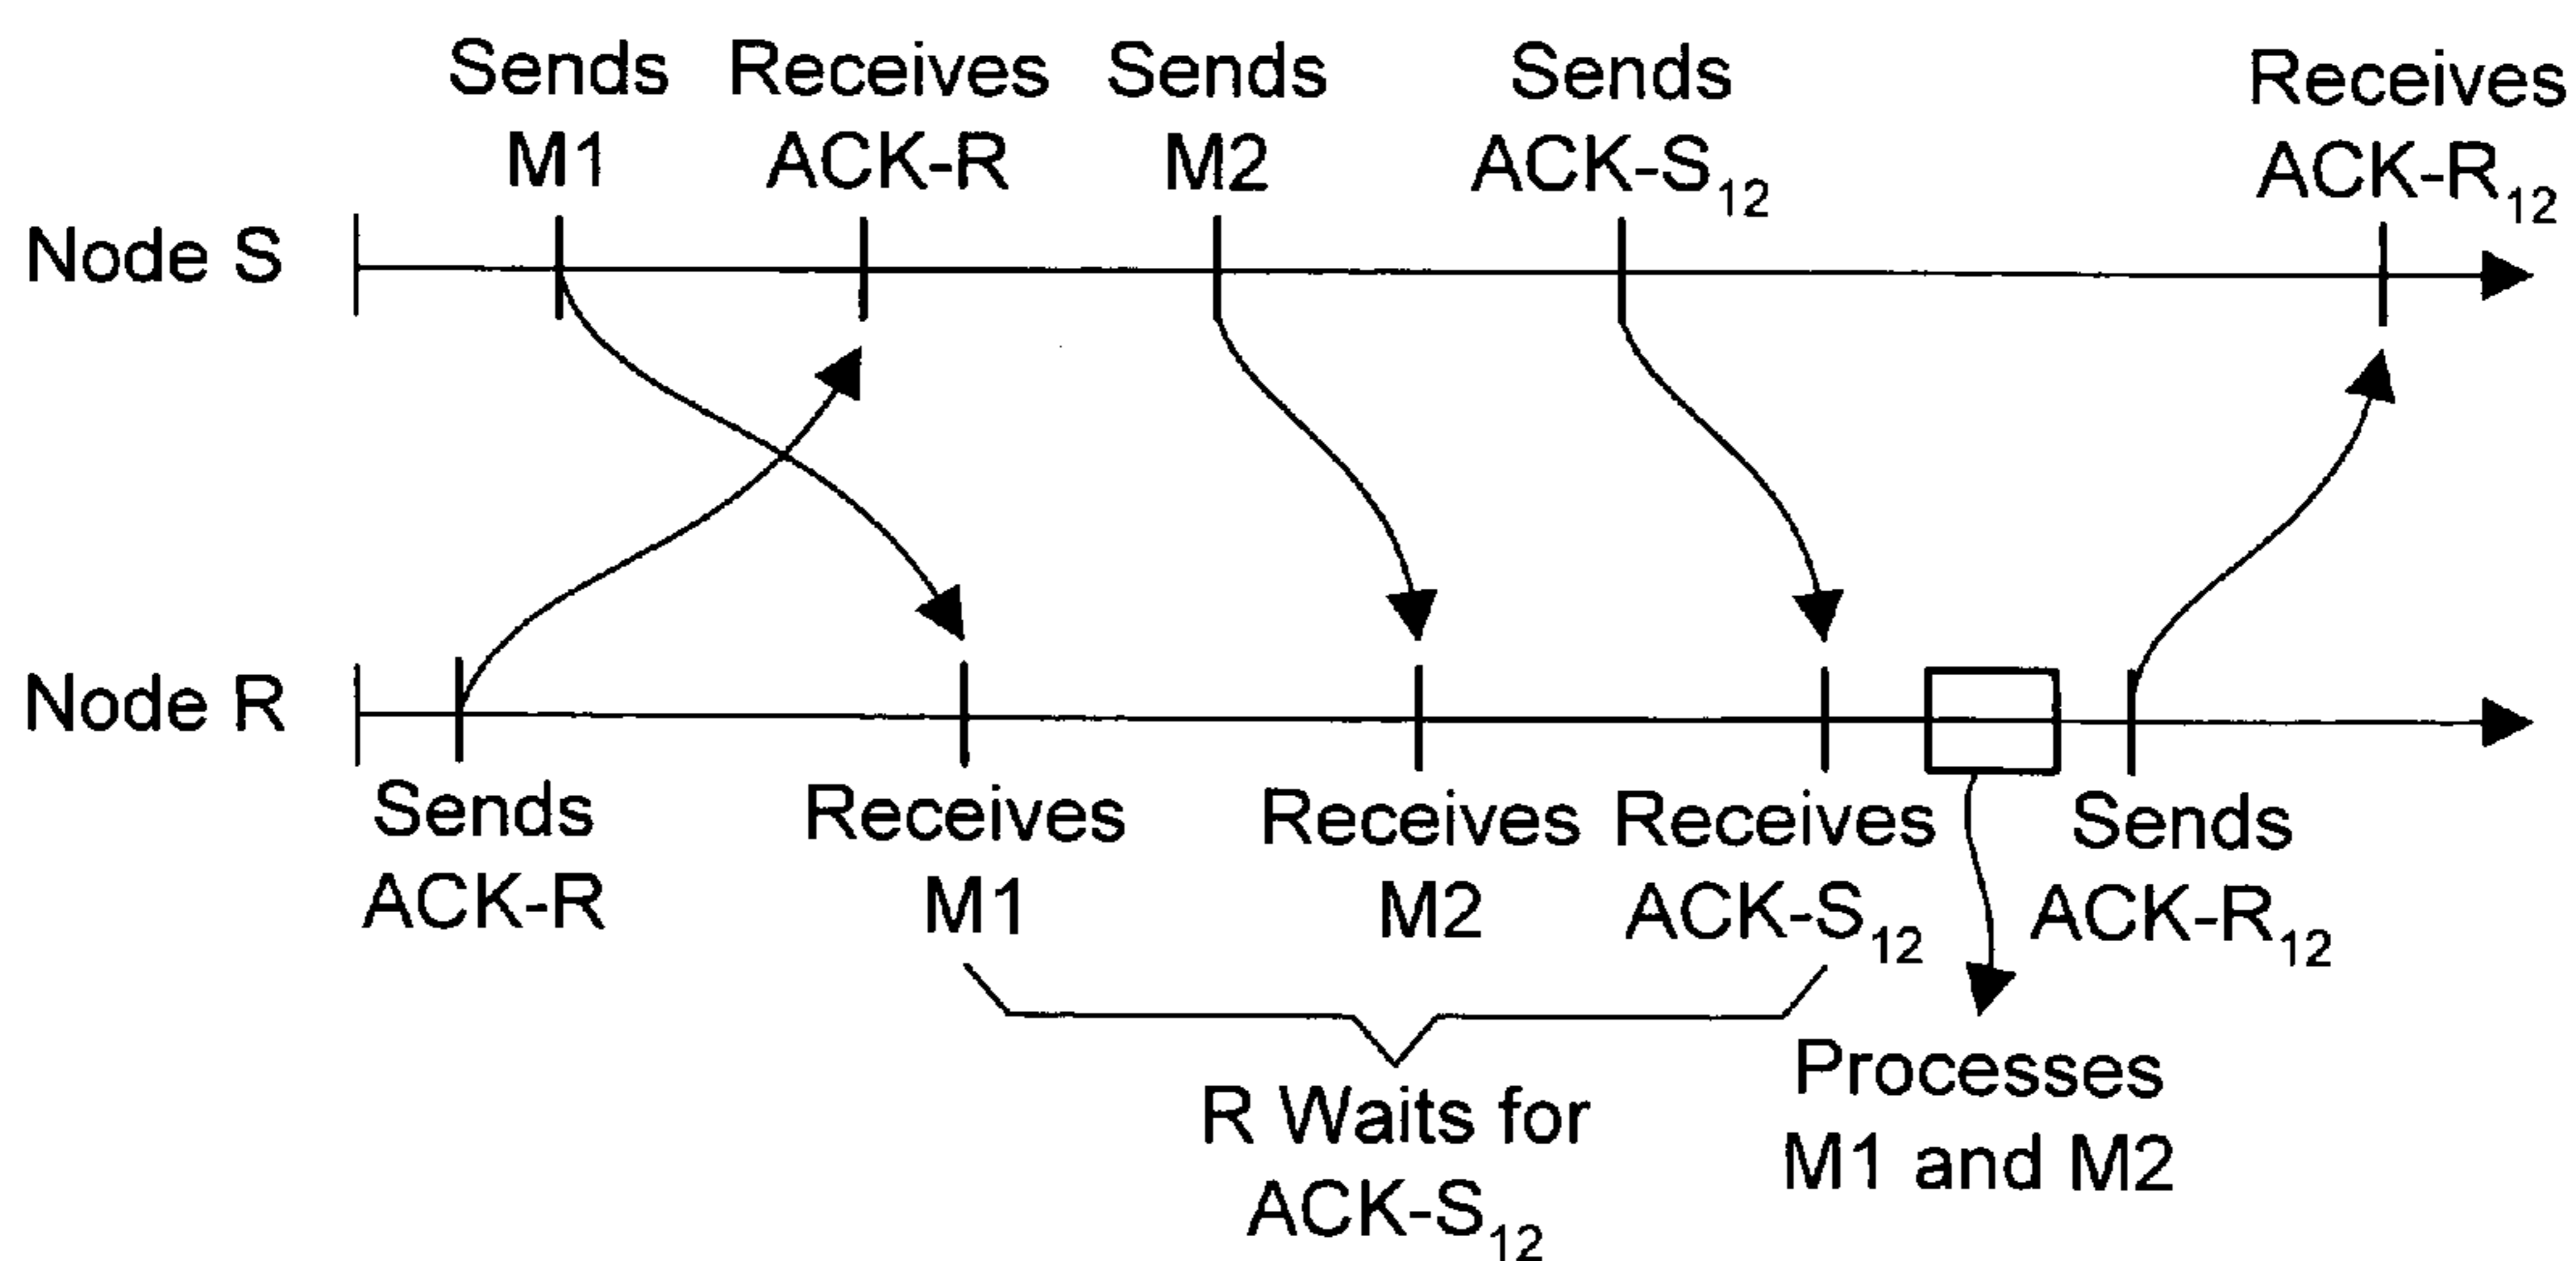 Sends Receives Sends Sends Receives
M1 ACK-R M2 ACK-S₁₂ ACK-R₁₂
Node S
Node R
Sends Receives Receives Receives Sends
ACK-R M1 M2 ACK-S₁₂ ACK-R₁₂
R Waits for
ACK-S₁₂
Processes
M1 and M2